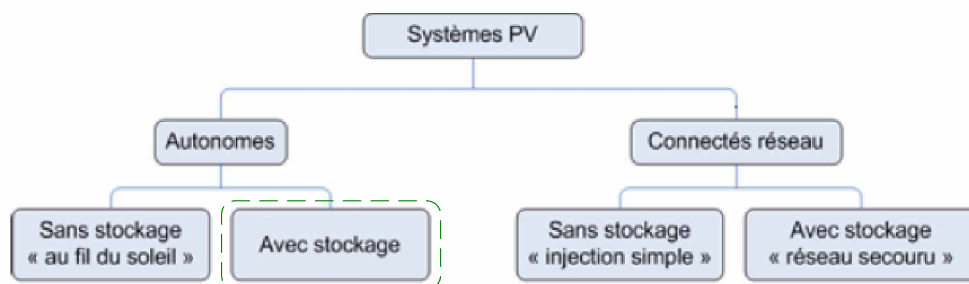 Systèmes PV
Autonomes
Connectés réseau
Sans stockage
« au fil du soleil »
Avec stockage
Sans stockage
« injection simple »
Avec stockage
« réseau secouru »